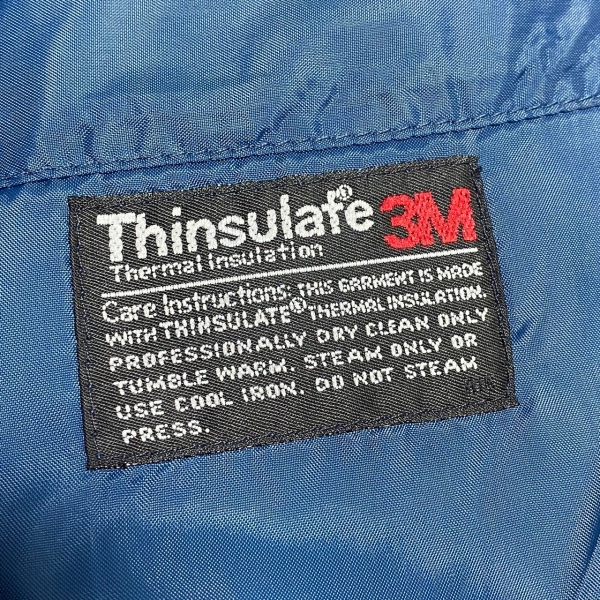 Thinsulate® 3M
Thermal Insulation
Care Instructions: THIS GARMENT IS MADE
WITH THINSULATE® THERMAL INSULATION.
PROFESSIONALLY DRY CLEAN ONLY
TUMBLE WARM. STEAM ONLY OR
USE COOL IRON. DO NOT STEAM
PRESS.